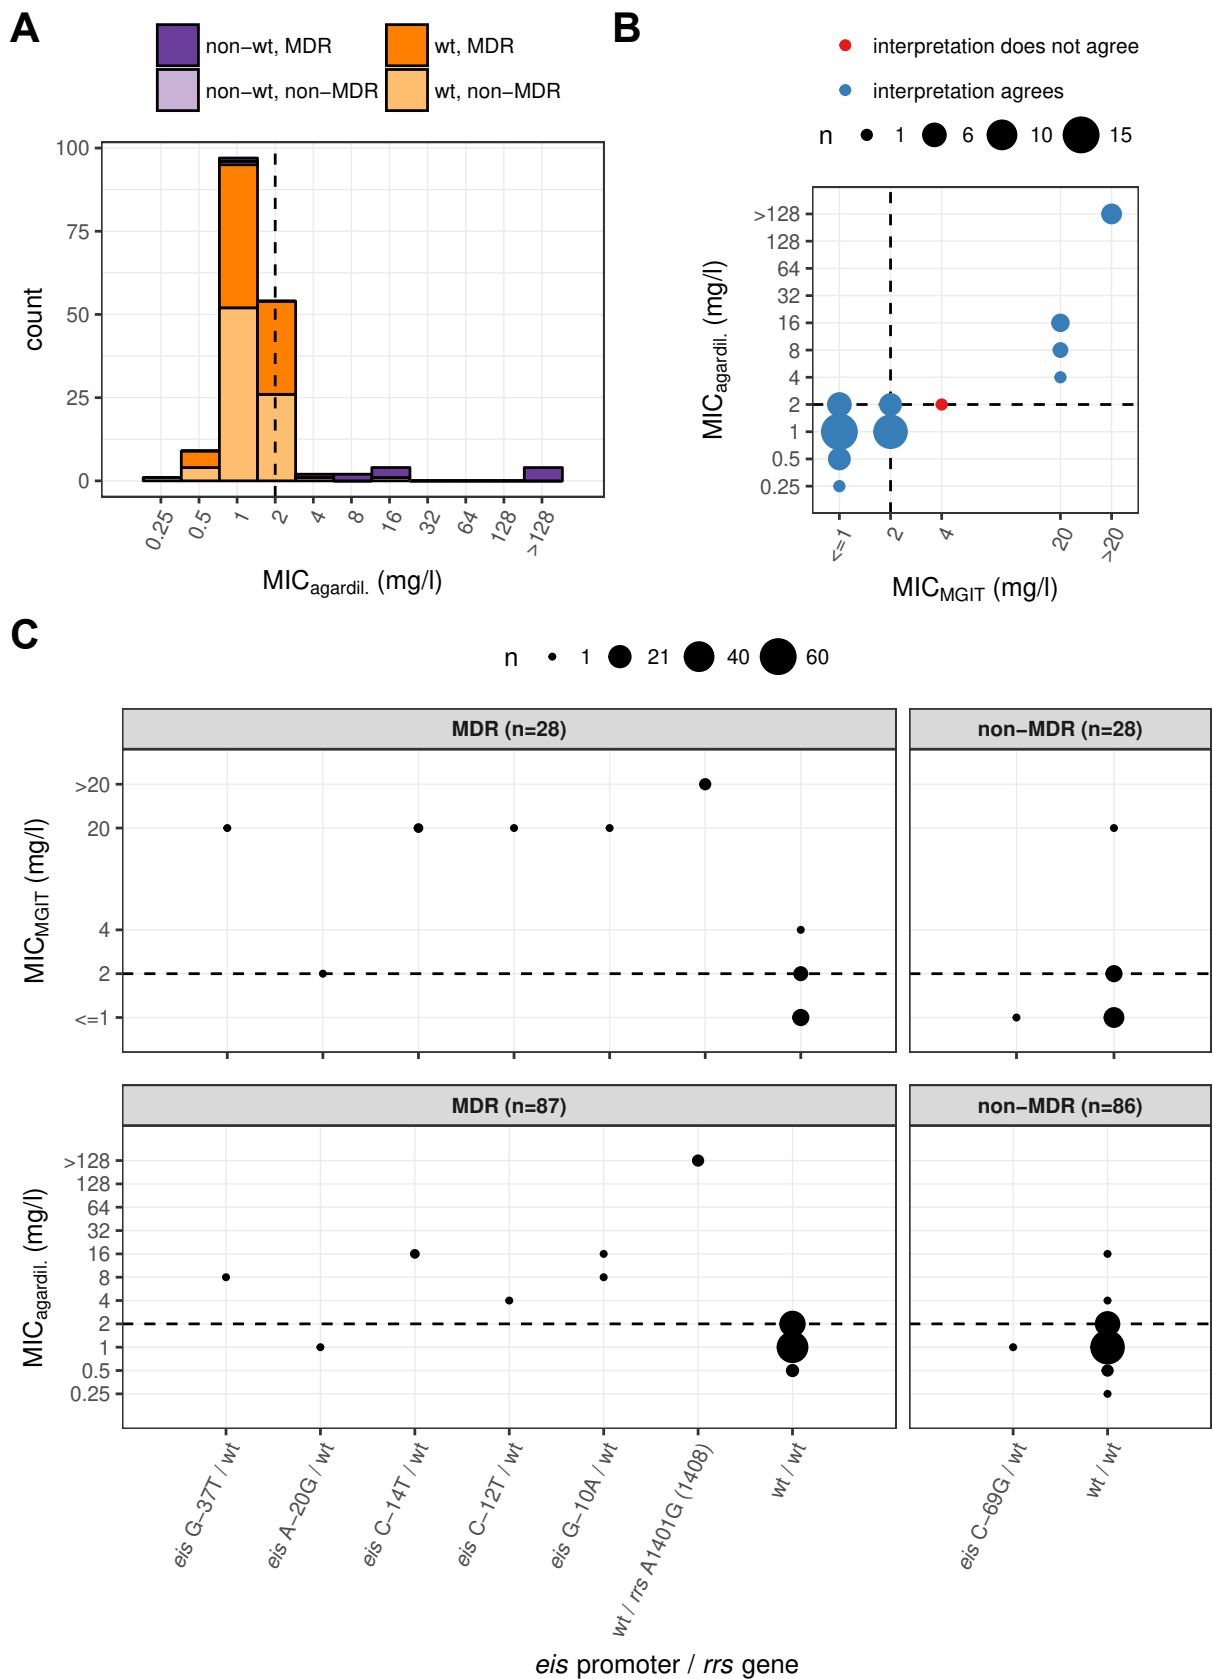 A
non-wt, MDR
wt, MDR
non-wt, non-MDR
wt, non-MDR
100
75
50
25
0
count
0.25
0.5
1
2
4
8
16
32
64
128
>128
MICagardil. (mg/l)
B
interpretation does not agree
interpretation agrees
n 1 6 10 15
>128
128
64
32
16
8
4
2
1
0.5
0.25
MICagardil. (mg/l)
<=1
2
4
20
>20
MICMGIT (mg/l)
C
n 1 21 40 60
MDR (n=28)
non-MDR (n=28)
>20
20
4
2
<=1
MICMGIT (mg/l)
MDR (n=87)
non-MDR (n=86)
>128
128
64
32
16
8
4
2
1
0.5
0.25
MICagardil. (mg/l)
eis G-37T / wt
eis A-20G / wt
eis C-14T / wt
eis C-12T / wt
eis G-10A / wt
wt / rrs A1401G (1408)
wt / wt
eis C-69G / wt
wt / wt
eis promoter / rrs gene